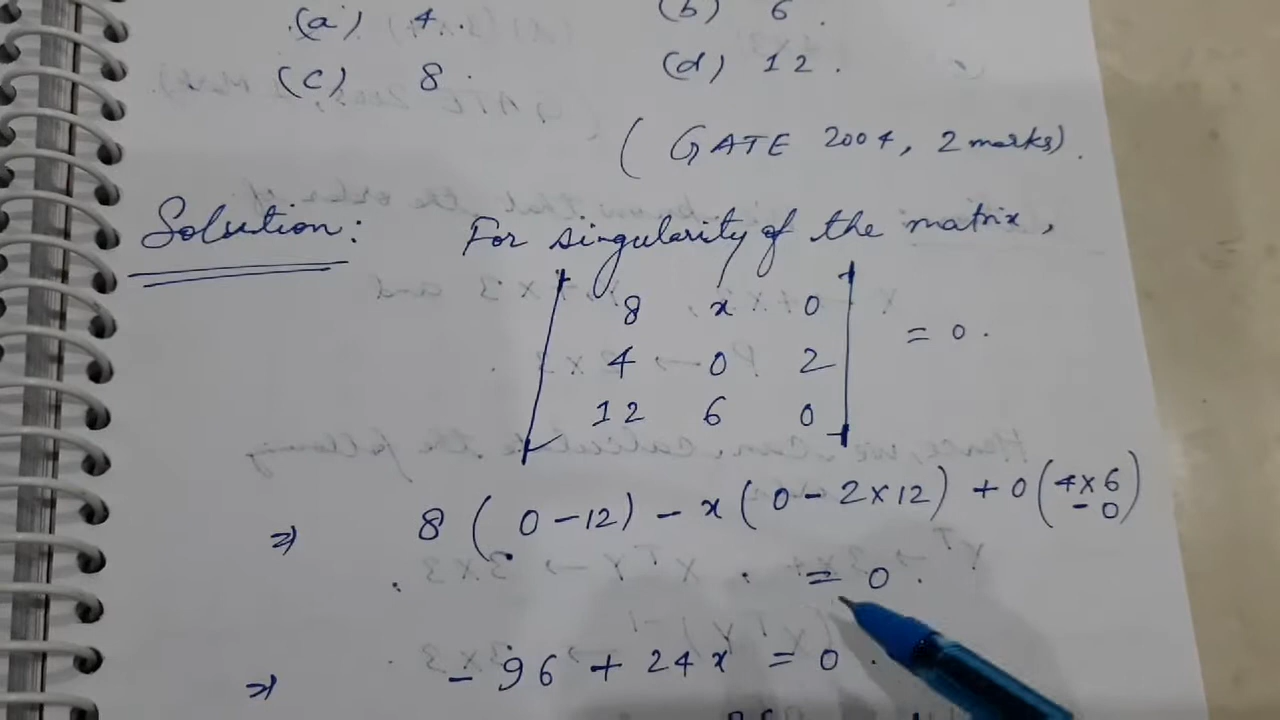 (a) 4. (b) 6.
(c) 8. (d) 12.
(GATE 2004, 2 marks).
Solution: For singularity of the matrix,
| 8 x 0 |
| 4 0 2 | = 0.
| 12 6 0 |
⇒ 8 (0-12) - x (0-2×12) + 0 (4×6 - 0)
= 0.
⇒ - 96 + 24x = 0.